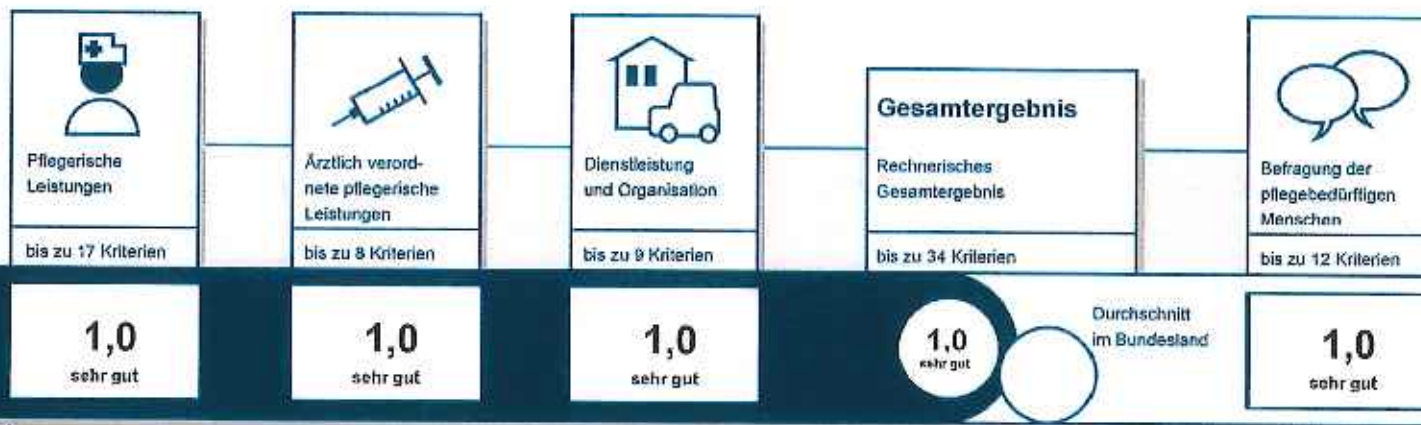 Pflegerische
Leistungen
bis zu 17 Kriterien
1,0
sehr gut
Ärztlich verord-
nete pflegerische
Leistungen
bis zu 8 Kriterien
1,0
sehr gut
Dienstleistung
und Organisation
bis zu 9 Kriterien
1,0
sehr gut
Gesamtergebnis
Rechnerisches
Gesamtergebnis
bis zu 34 Kriterien
1,0
sehr gut
Durchschnitt
im Bundesland
Befragung der
pflegebedürftigen
Menschen
bis zu 12 Kriterien
1,0
sehr gut